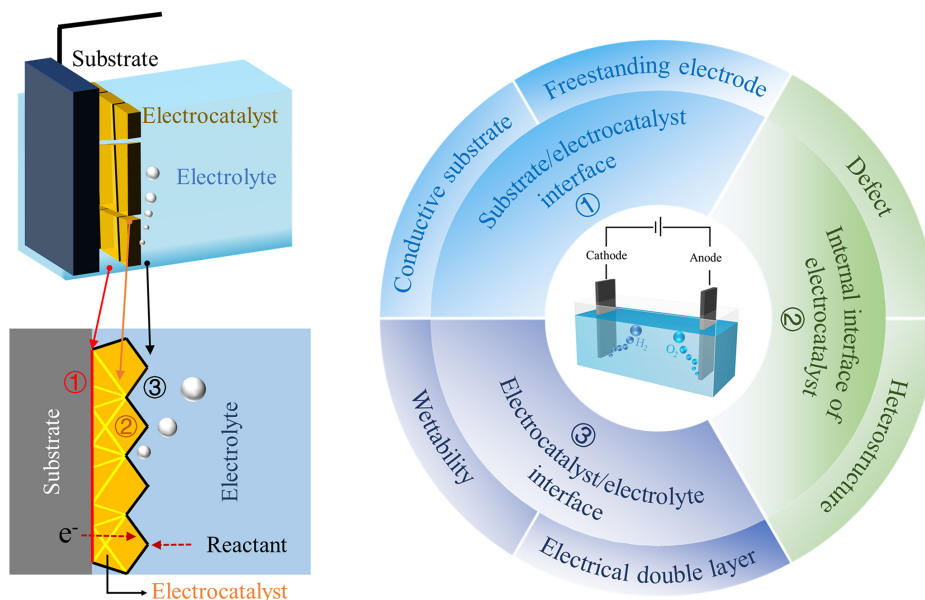 Substrate
Electrocatalyst
Electrolyte
①
②
③
Substrate
Electrolyte
e-
Reactant
Electrocatalyst
Freestanding electrode
Conductive substrate
Substrate/electrocatalyst
interface
①
Defect
Heterostructure
Internal interface of
electrocatalyst
②
Cathode
Anode
H2
O2
③
Electrocatalyst/electrolyte
interface
Wettability
Electrical double layer